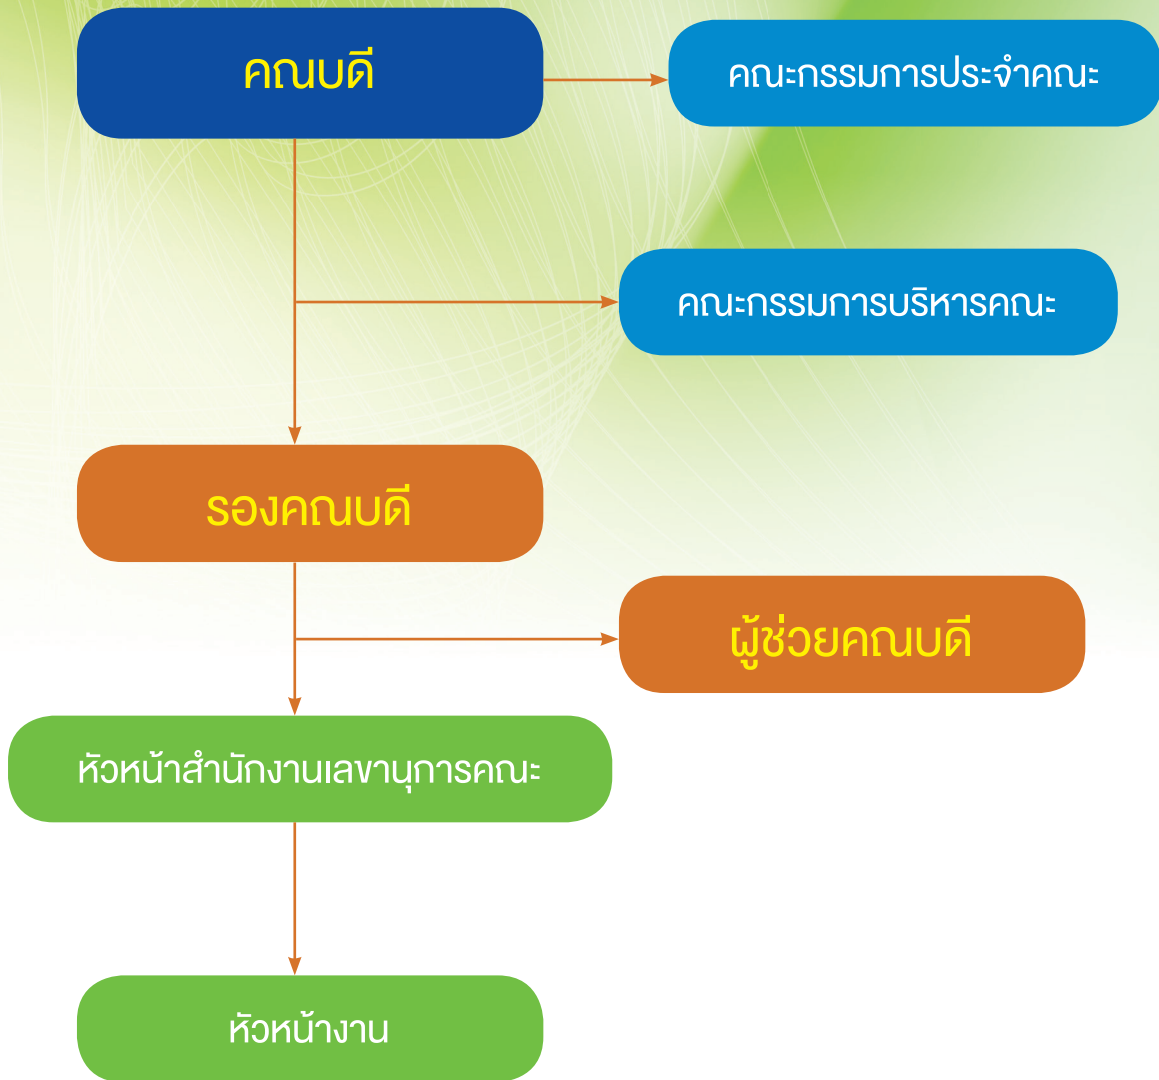 คณบดี
คณะกรรมการประจำคณะ
คณะกรรมการบริหารคณะ
รองคณบดี
ผู้ช่วยคณบดี
หัวหน้าสำนักงานเลขานุการคณะ
หัวหน้างาน